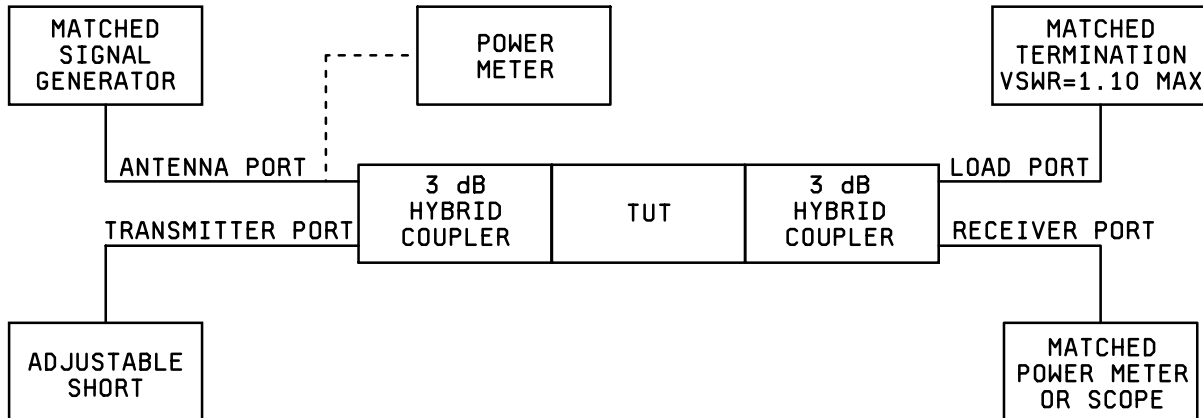 MATCHED
SIGNAL
GENERATOR
POWER
METER
MATCHED
TERMINATION
VSWR=1.10 MAX
ANTENNA PORT
LOAD PORT
3 dB
HYBRID
COUPLER
TUT
3 dB
HYBRID
COUPLER
TRANSMITTER PORT
RECEIVER PORT
ADJUSTABLE
SHORT
MATCHED
POWER METER
OR SCOPE